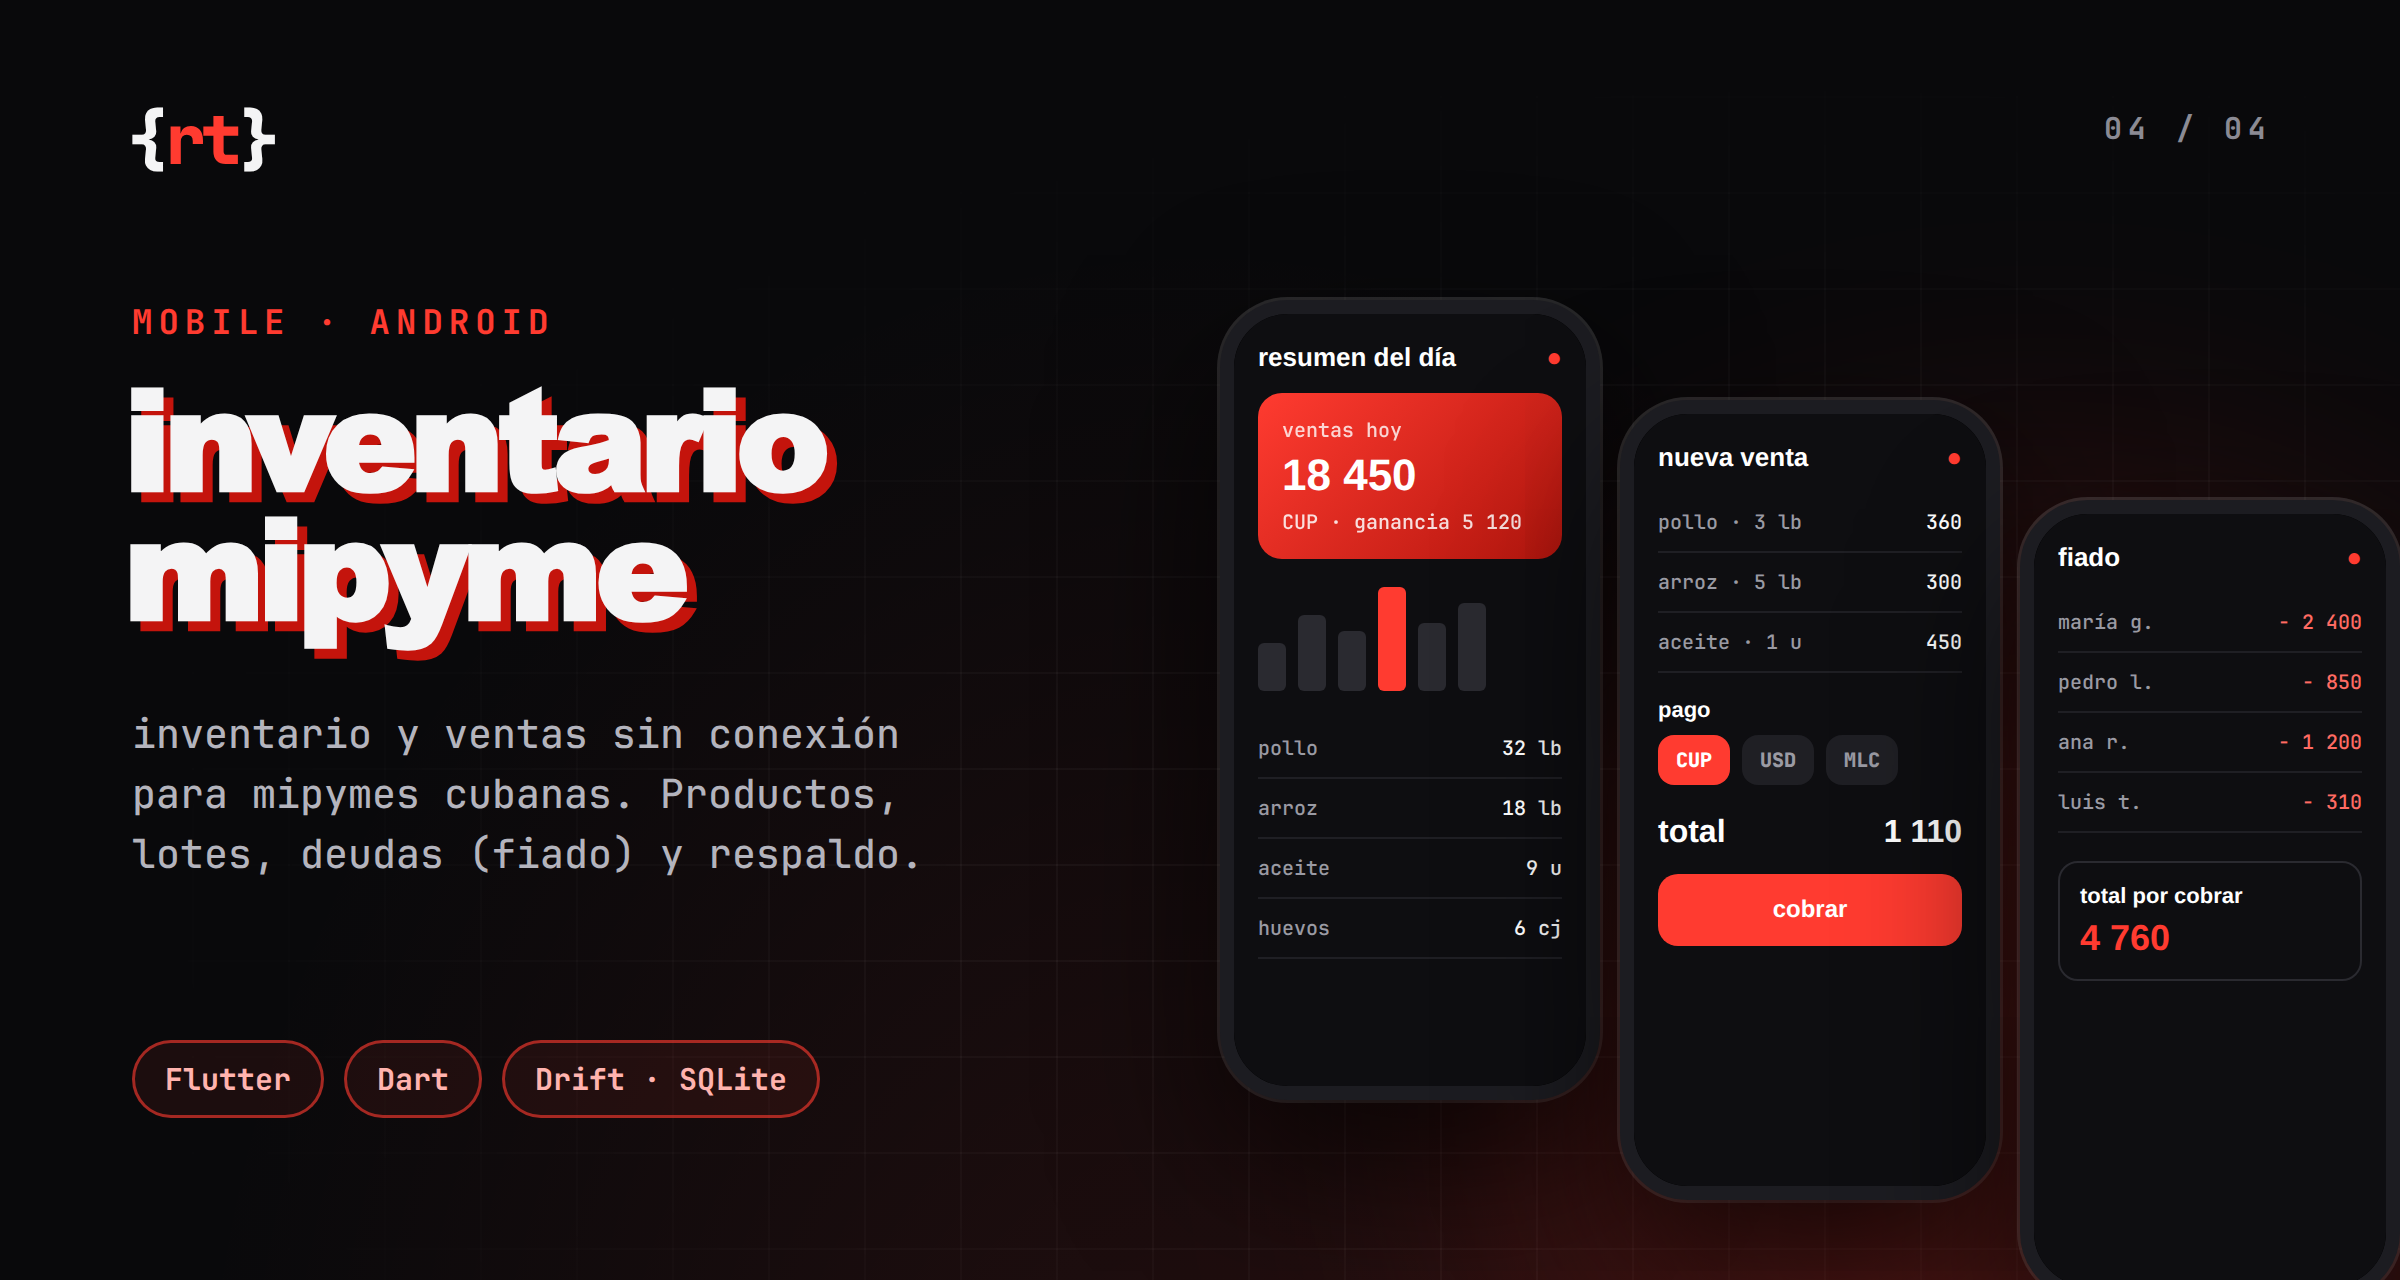 {rt}
04 / 04
MOBILE · ANDROID
inventario
mipyme
inventario y ventas sin conexión
para mipymes cubanas. Productos,
lotes, deudas (fiado) y respaldo.
Flutter
Dart
Drift · SQLite
resumen del día
ventas hoy
18 450
CUP · ganancia 5 120
pollo 32 lb
arroz 18 lb
aceite 9 u
huevos 6 cj
nueva venta
pollo · 3 lb 360
arroz · 5 lb 300
aceite · 1 u 450
pago
CUP USD MLC
total 1 110
cobrar
fiado
maría g. - 2 400
pedro l. - 850
ana r. - 1 200
luis t. - 310
total por cobrar
4 760